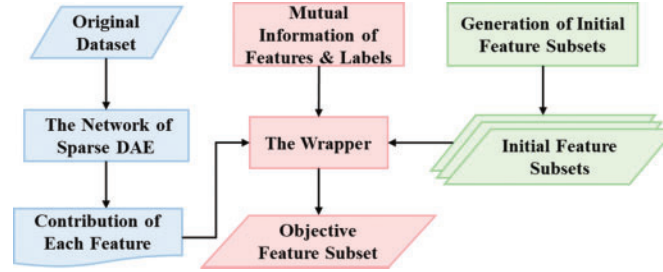 Original
Dataset
Mutual
Information of
Features & Labels
Generation of Initial
Feature Subsets
The Network of
Sparse DAE
The Wrapper
Initial Feature
Subsets
Contribution of
Each Feature
Objective
Feature Subset